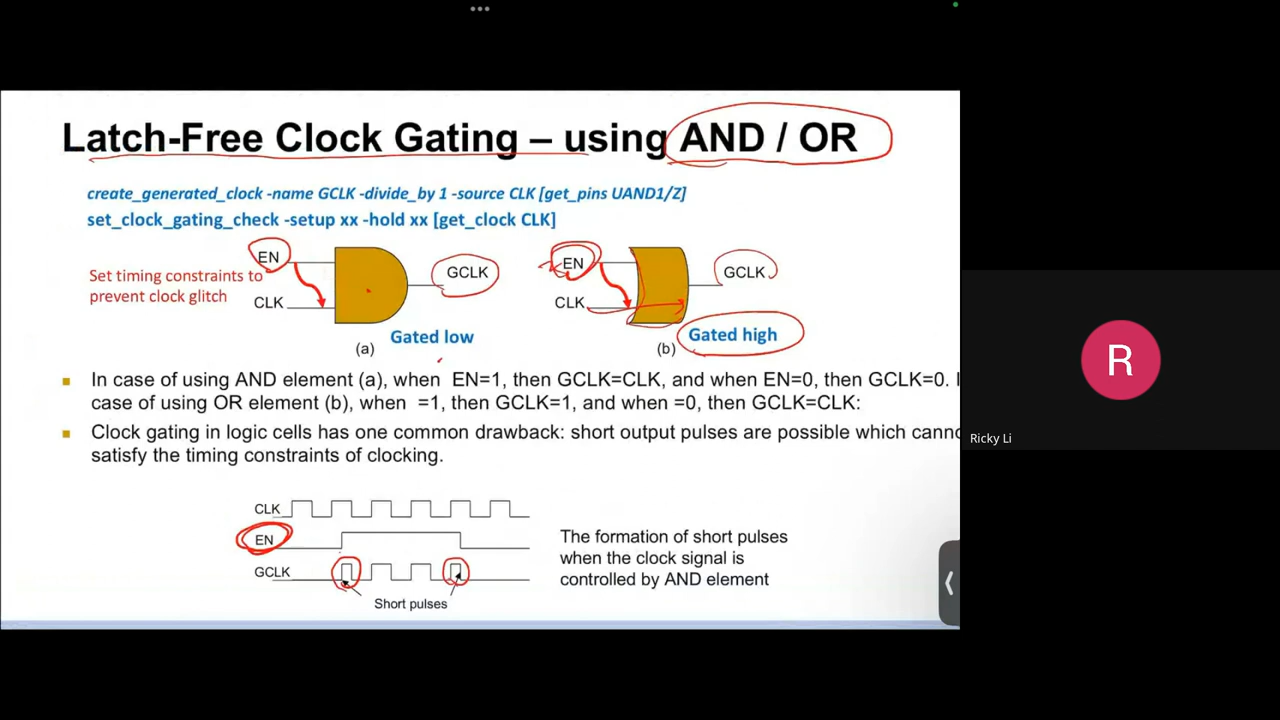 Latch-Free Clock Gating – using AND / OR
create_generated_clock -name GCLK -divide_by 1 -source CLK [get_pins UAND1/Z]
set_clock_gating_check -setup xx -hold xx [get_clock CLK]
Set timing constraints to
prevent clock glitch
EN
CLK
GCLK
Gated low
(a)
EN
CLK
GCLK
Gated high
(b)
In case of using AND element (a), when EN=1, then GCLK=CLK, and when EN=0, then GCLK=0.
case of using OR element (b), when =1, then GCLK=1, and when =0, then GCLK=CLK:
Clock gating in logic cells has one common drawback: short output pulses are possible which
satisfy the timing constraints of clocking.
CLK
EN
GCLK
Short pulses
The formation of short pulses
when the clock signal is
controlled by AND element
R
Ricky Li